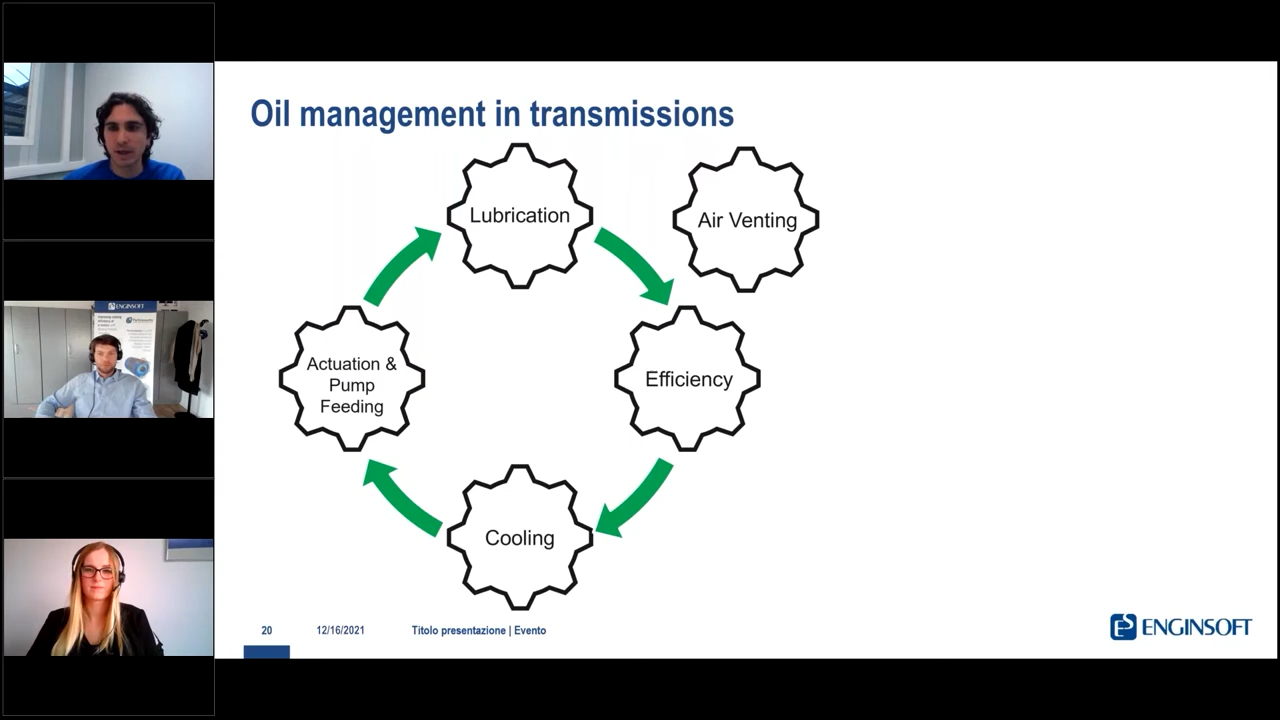 Oil management in transmissions
Lubrication
Air Venting
Actuation &
Pump
Feeding
Efficiency
Cooling
20
12/16/2021
Titolo presentazione | Evento
ENGINSOFT
ENGINSOFT